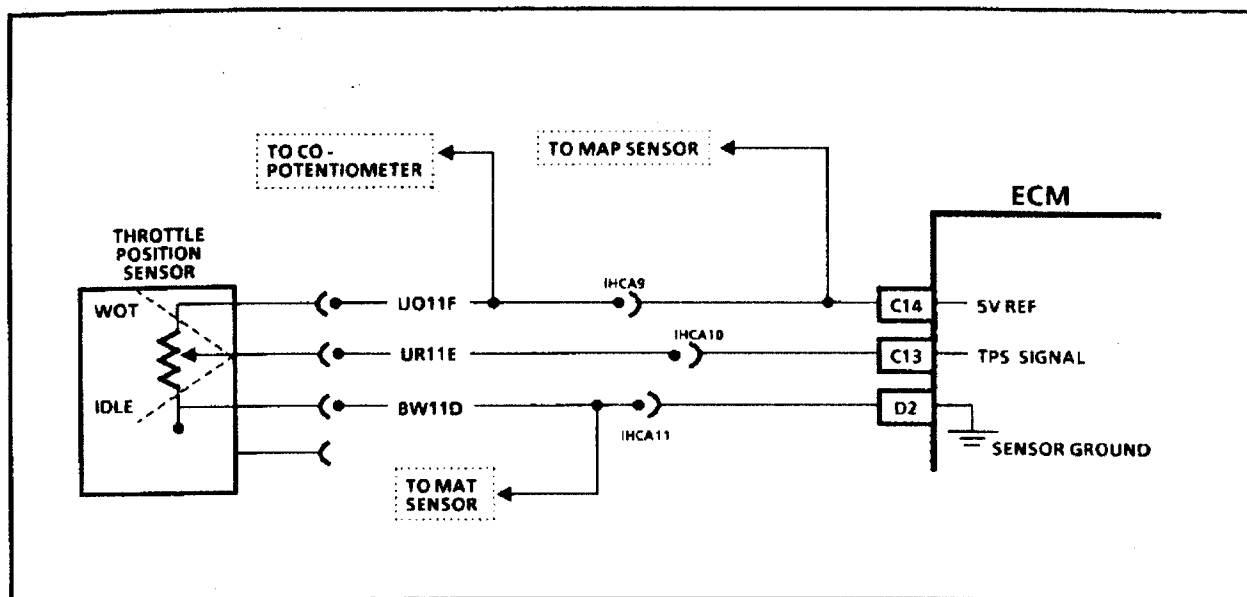 TO CO -
POTENTIOMETER
TO MAP SENSOR
ECM
THROTTLE
POSITION
SENSOR
WOT
IDLE
UO11F
IHCA9
C14
5V REF
UR11E
IHCA10
C13
TPS SIGNAL
BW11D
IHCA11
D2
SENSOR GROUND
TO MAT
SENSOR